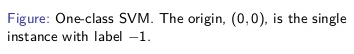 Figure: One-class SVM. The origin, (0, 0), is the single
instance with label −1.